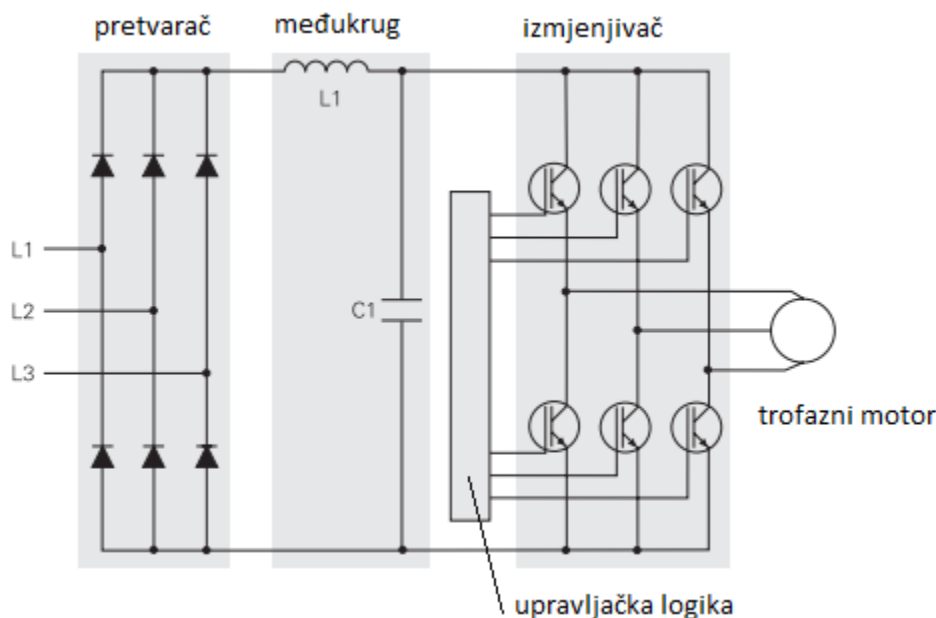 pretvarač
međukrug
izmjenjivač
L1
L1
L2
C1
L3
trofazni motor
upravljačka logika